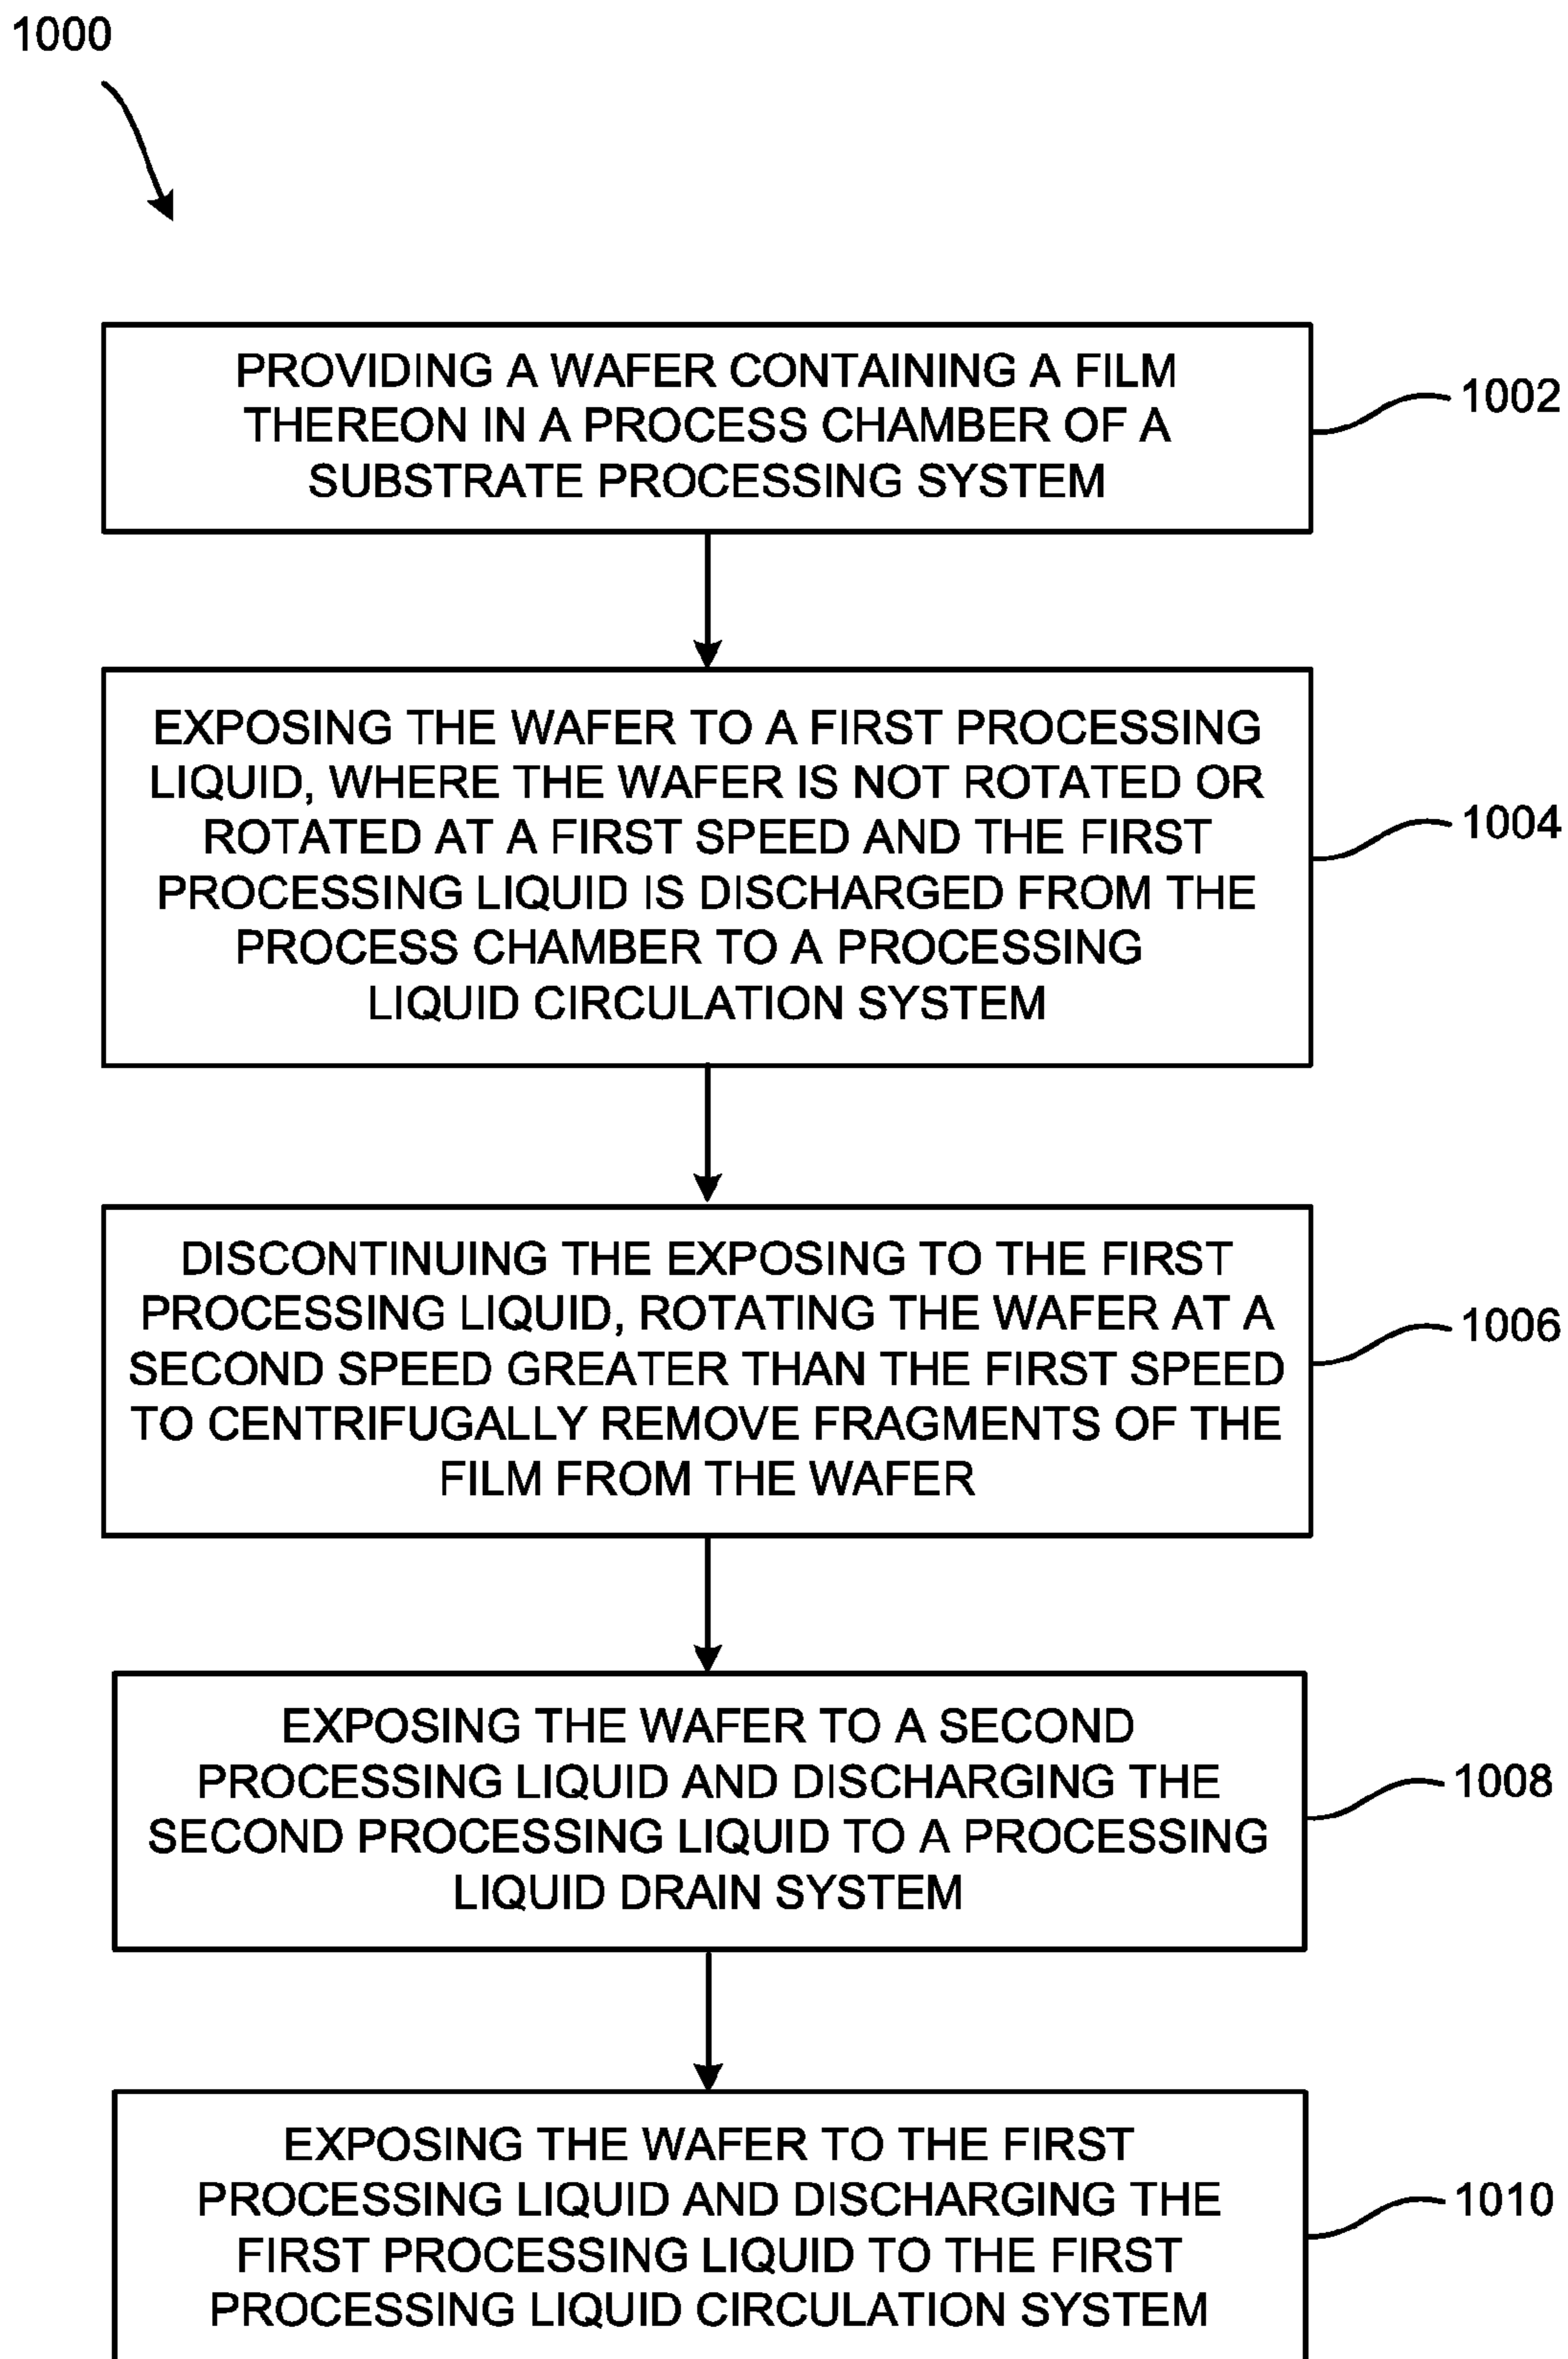 1000
PROVIDING A WAFER CONTAINING A FILM
THEREON IN A PROCESS CHAMBER OF A
SUBSTRATE PROCESSING SYSTEM
1002
EXPOSING THE WAFER TO A FIRST PROCESSING
LIQUID, WHERE THE WAFER IS NOT ROTATED OR
ROTATED AT A FIRST SPEED AND THE FIRST
PROCESSING LIQUID IS DISCHARGED FROM THE
PROCESS CHAMBER TO A PROCESSING
LIQUID CIRCULATION SYSTEM
1004
DISCONTINUING THE EXPOSING TO THE FIRST
PROCESSING LIQUID, ROTATING THE WAFER AT A
SECOND SPEED GREATER THAN THE FIRST SPEED
TO CENTRIFUGALLY REMOVE FRAGMENTS OF THE
FILM FROM THE WAFER
1006
EXPOSING THE WAFER TO A SECOND
PROCESSING LIQUID AND DISCHARGING THE
SECOND PROCESSING LIQUID TO A PROCESSING
LIQUID DRAIN SYSTEM
1008
EXPOSING THE WAFER TO THE FIRST
PROCESSING LIQUID AND DISCHARGING THE
FIRST PROCESSING LIQUID TO THE FIRST
PROCESSING LIQUID CIRCULATION SYSTEM
1010